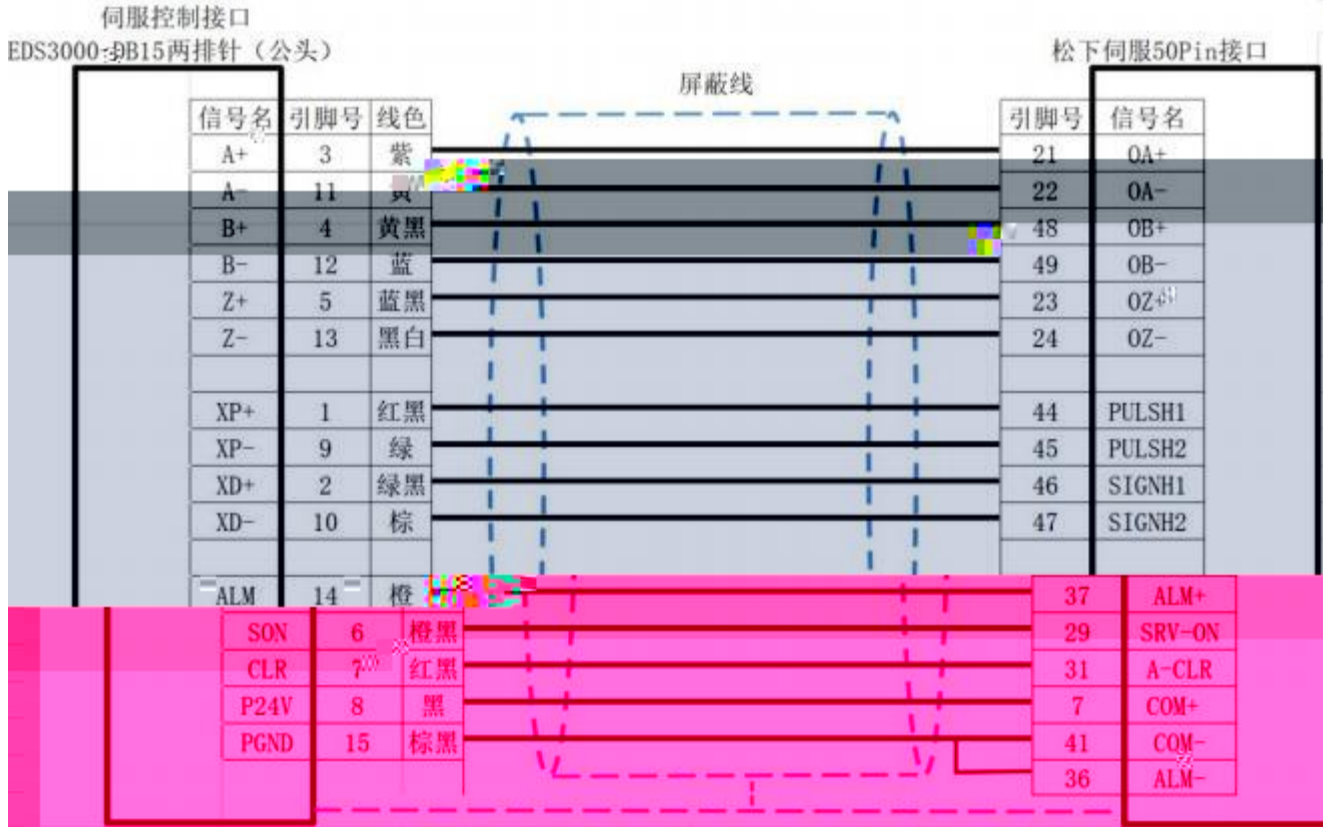 伺服控制接口
EDS3000-DB15两排针（公头）
松下伺服50Pin接口
屏蔽线
信号名 引脚号 线色 引脚号 信号名
A+ 3 紫 21 OA+
A- 11 22 OA-
B+ 4 黄黑 48 OB+
B- 12 蓝 49 OB-
Z+ 5 蓝黑 23 OZ+
Z- 13 黑白 24 OZ-
XP+ 1 红黑 44 PULSH1
XP- 9 绿 45 PULSH2
XD+ 2 绿黑 46 SIGNH1
XD- 10 棕 47 SIGNH2
ALM 14 橙 37 ALM+
SON 6 橙黑 29 SRV-ON
CLR 7 红黑 31 A-CLR
P24V 8 黑 7 COM+
PGND 15 棕黑 41 COM-
36 ALM-